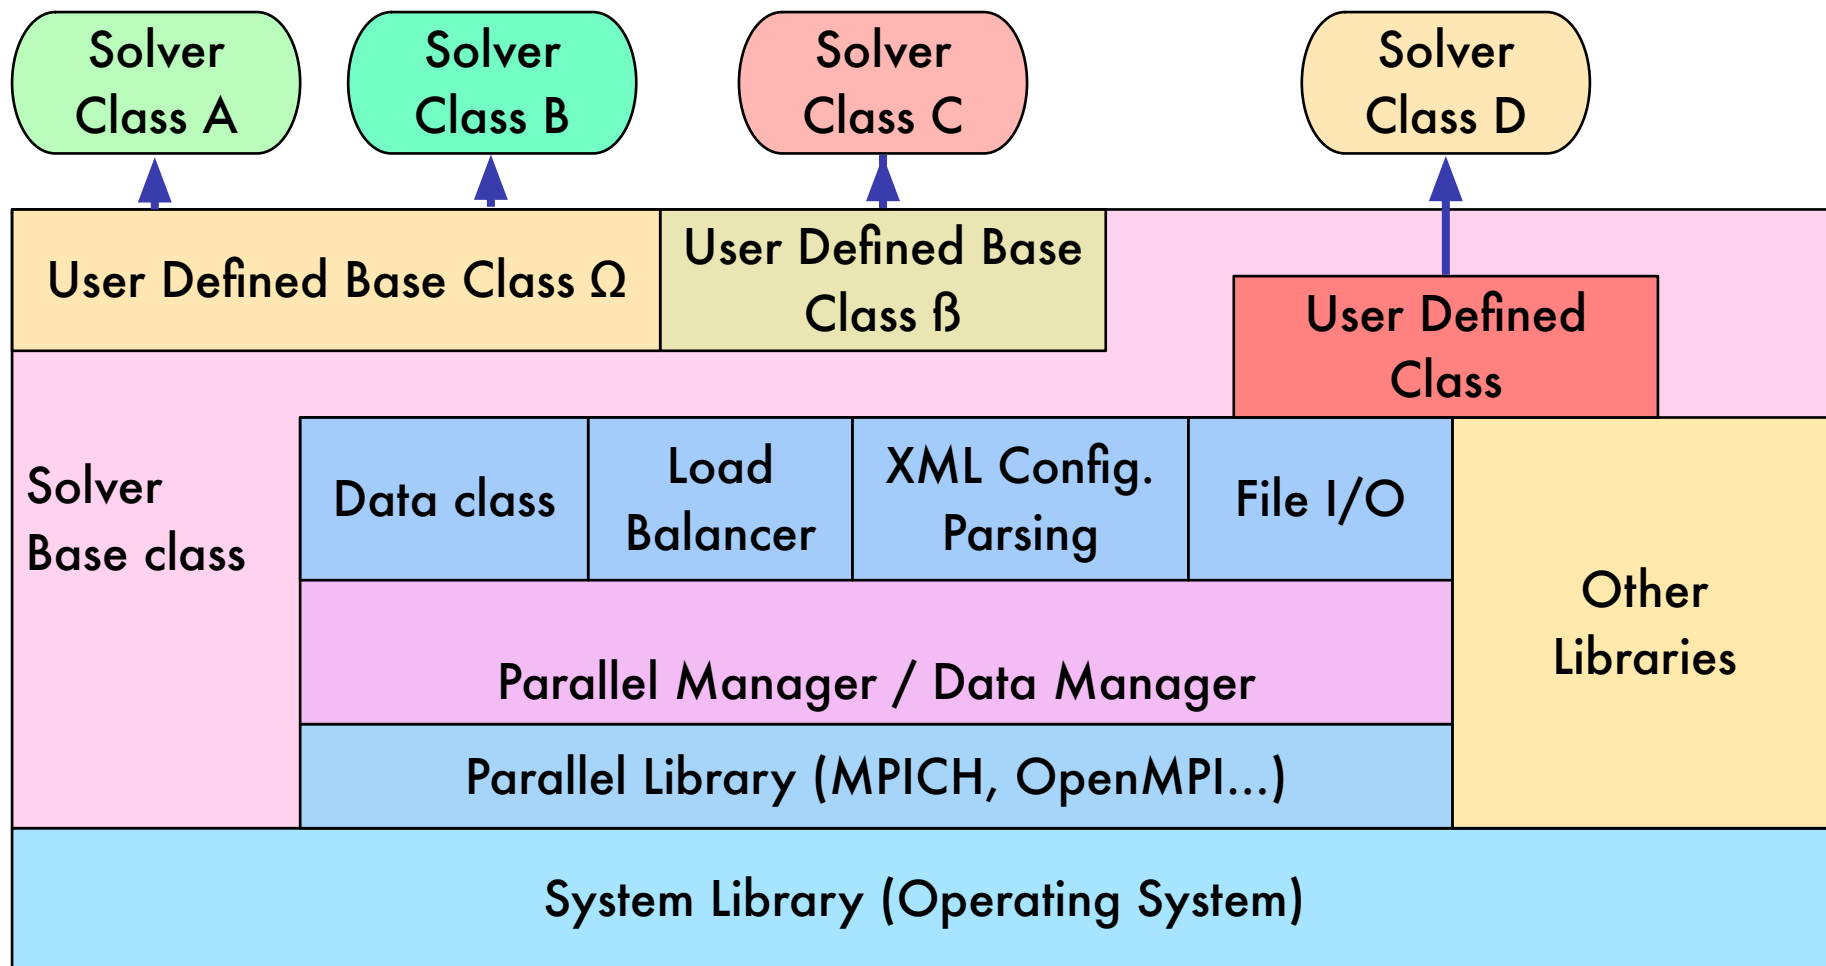 Solver
Class A
Solver
Class B
Solver
Class C
Solver
Class D
User Defined Base Class Ω
User Defined Base
Class ß
User Defined
Class
Solver
Base class
Data class
Load
Balancer
XML Config.
Parsing
File I/O
Other
Libraries
Parallel Manager / Data Manager
Parallel Library (MPICH, OpenMPI...)
System Library (Operating System)